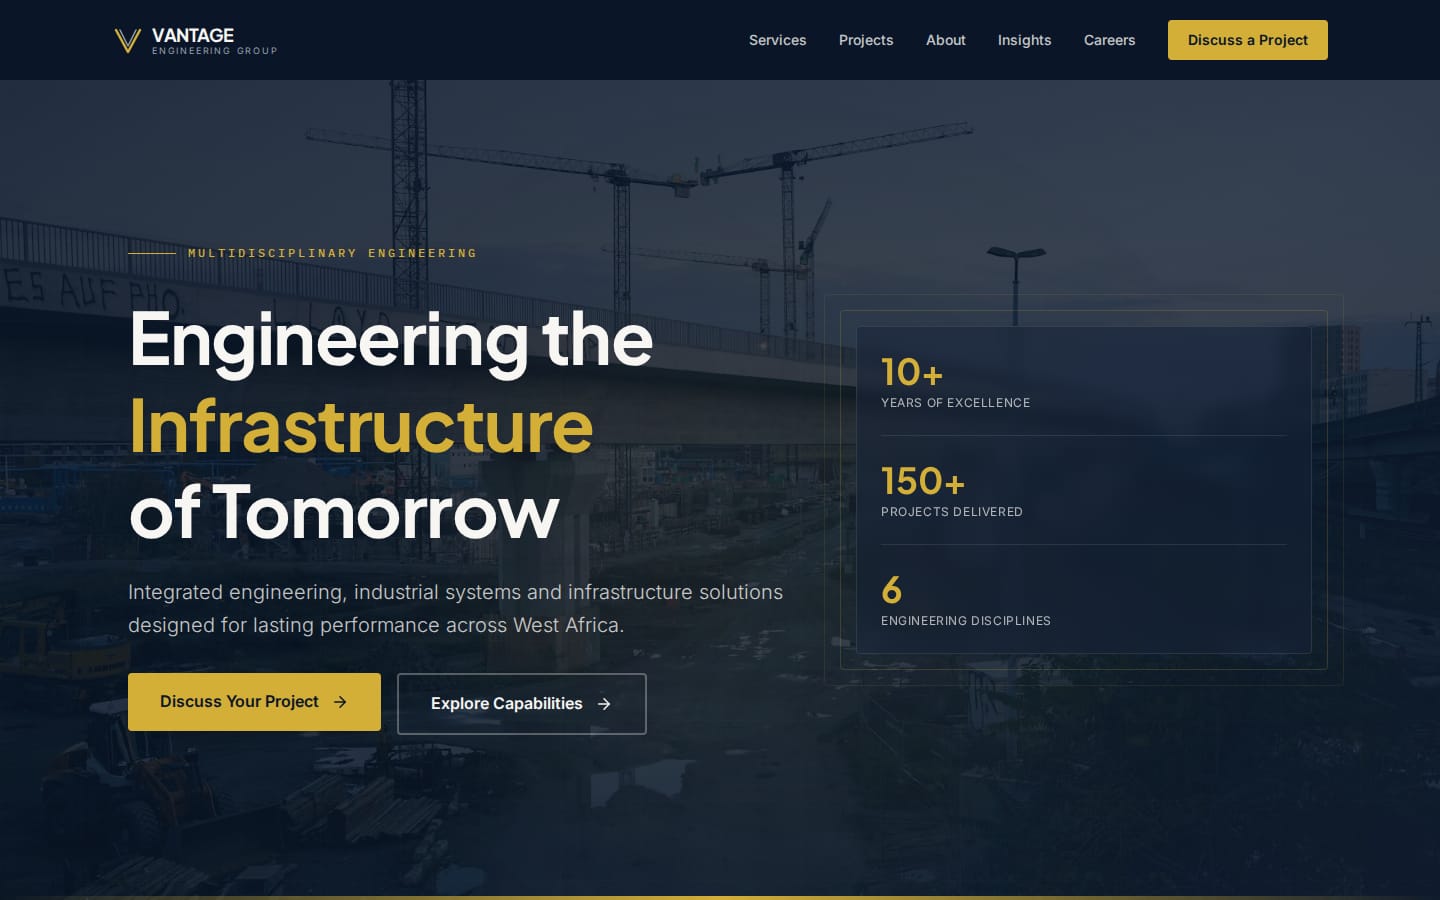 VANTAGE
ENGINEERING GROUP
Services
Projects
About
Insights
Careers
Discuss a Project
MULTIDISCIPLINARY ENGINEERING
Engineering the
Infrastructure
of Tomorrow
Integrated engineering, industrial systems and infrastructure solutions
designed for lasting performance across West Africa.
Discuss Your Project →
Explore Capabilities →
10+
YEARS OF EXCELLENCE
150+
PROJECTS DELIVERED
6
ENGINEERING DISCIPLINES
ES AUF